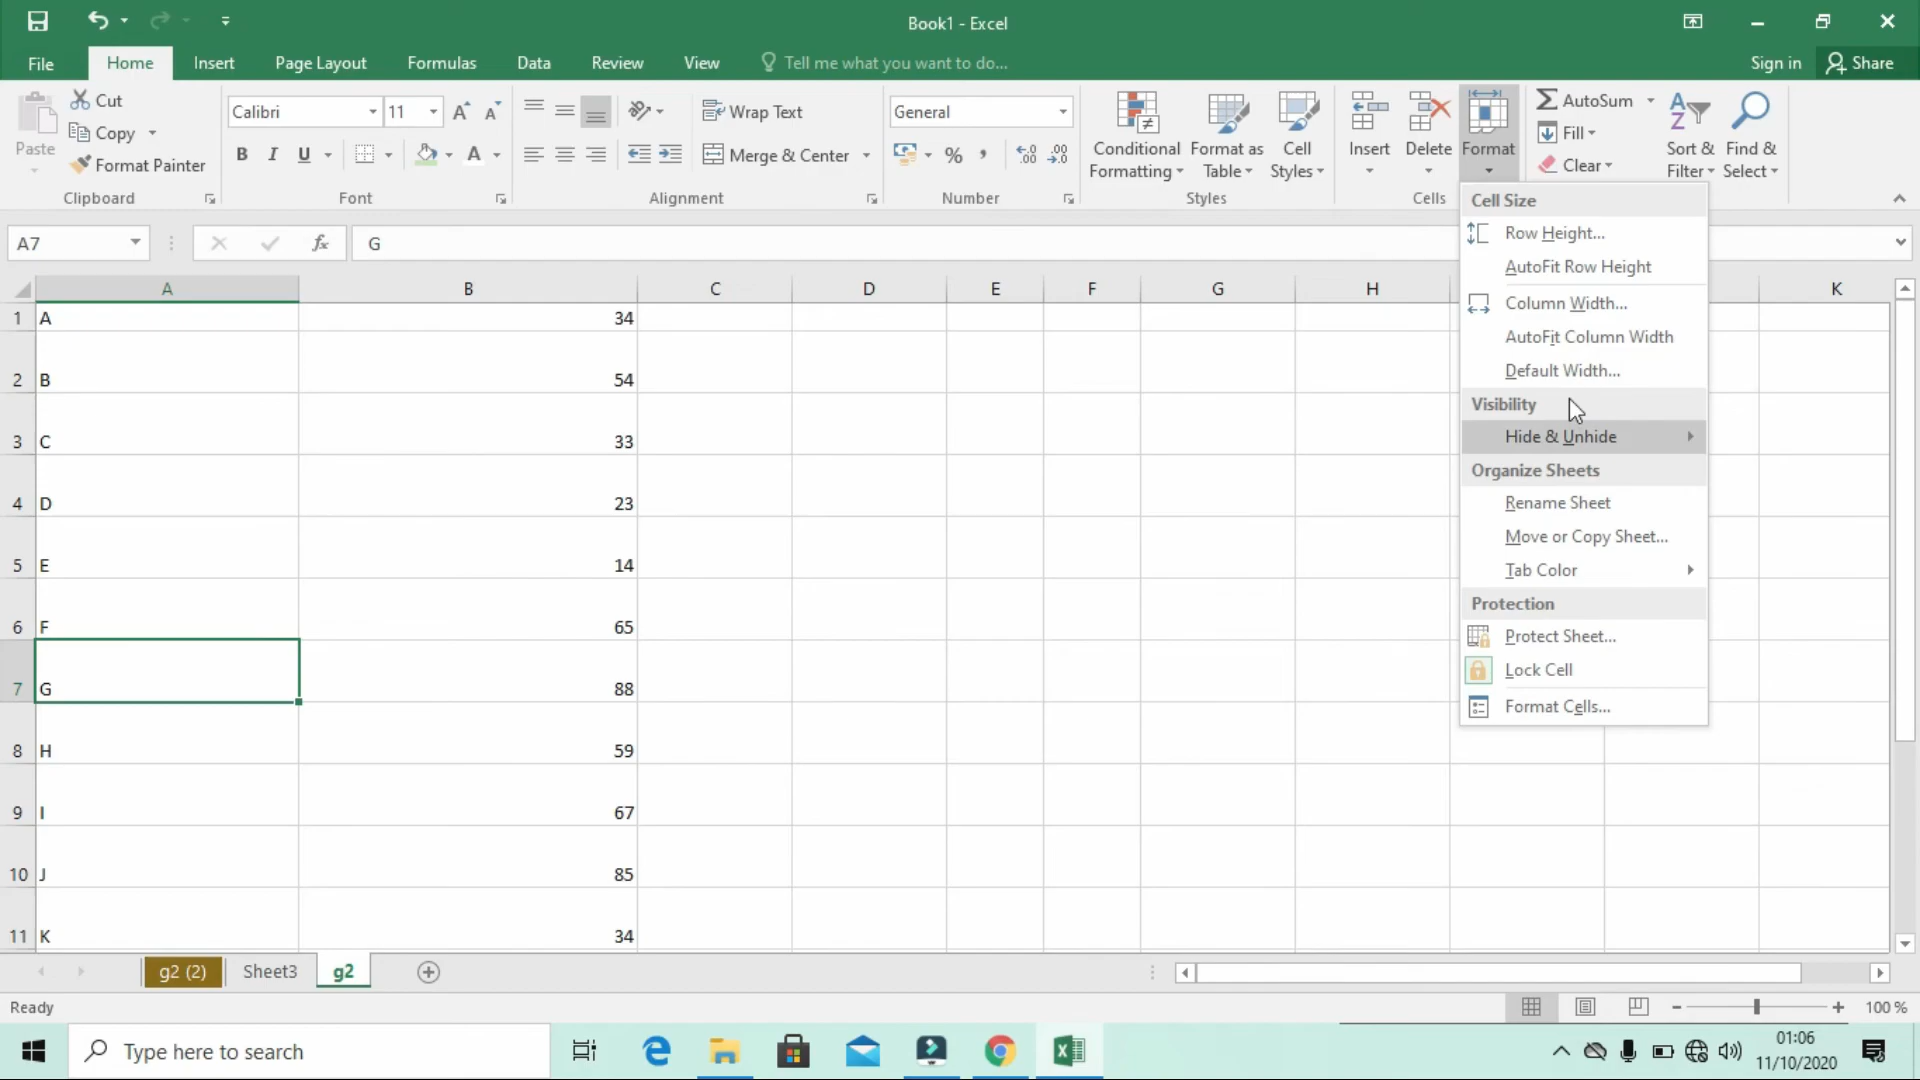 Book1 - Excel
File Home Insert Page Layout Formulas Data Review View Tell me what you want to do... Sign in Share
Paste
Cut
Copy
Format Painter
Clipboard
Calibri 11
B I U A
Font
Wrap Text
Merge & Center
Alignment
General
% ,
Number
Conditional Formatting
Format as Table
Cell Styles
Styles
Insert
Delete
Format
Cells
AutoSum
Fill
Clear
Sort & Filter
Find & Select
A7 fx G
Cell Size
Row Height...
AutoFit Row Height
Column Width...
AutoFit Column Width
Default Width...
Visibility
Hide & Unhide
Organize Sheets
Rename Sheet
Move or Copy Sheet...
Tab Color
Protection
Protect Sheet...
Lock Cell
Format Cells...
A B C D E F G H K
1 A 34
2 B 54
3 C 33
4 D 23
5 E 14
6 F 65
7 G 88
8 H 59
9 I 67
10 J 85
11 K 34
g2 (2) Sheet3 g2
Ready 100 %
Type here to search
01:06
11/10/2020